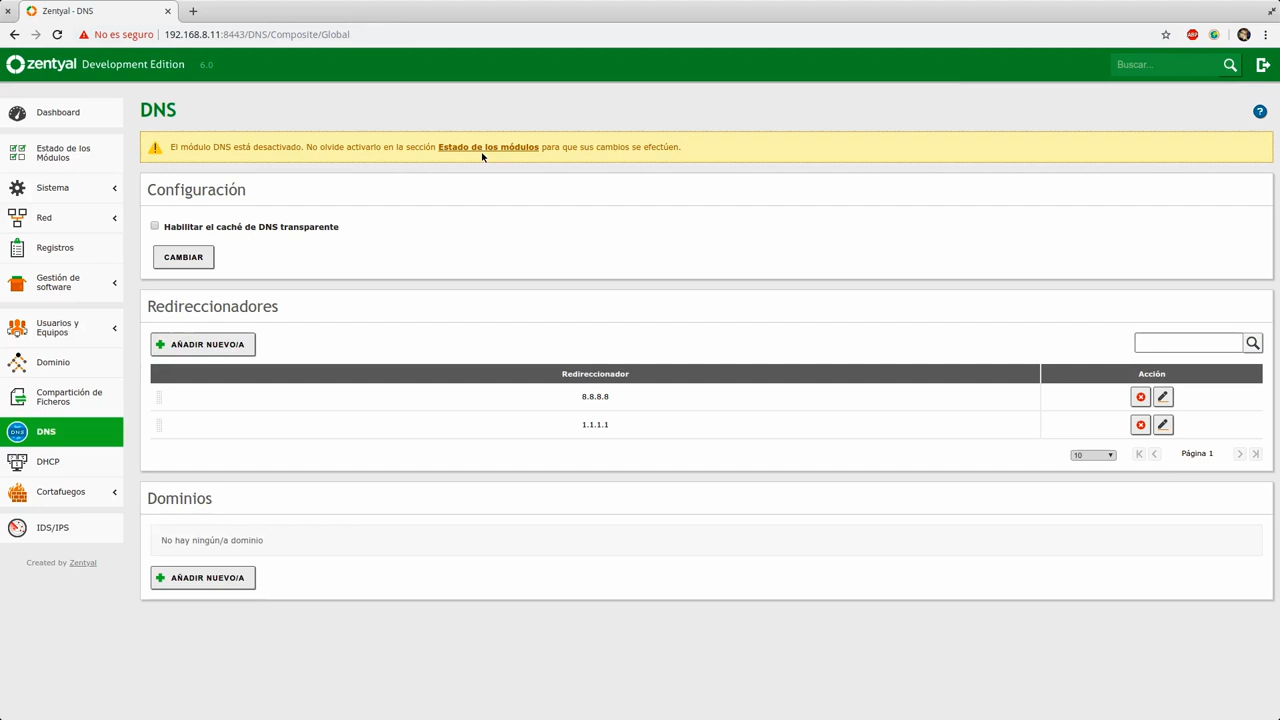 Zentyal - DNS
No es seguro
192.168.8.11:8443/DNS/Composite/Global
ABP
zentyal Development Edition 6.0
Buscar...
Dashboard
Estado de los
Módulos
Sistema
Red
Registros
Gestión de
software
Usuarios y
Equipos
Dominio
Compartición de
Ficheros
DNS
DNS
DHCP
Cortafuegos
IDS/IPS
Created by Zentyal
DNS
?
El módulo DNS está desactivado. No olvide activarlo en la sección Estado de los módulos para que sus cambios se efectúen.
Configuración
Habilitar el caché de DNS transparente
CAMBIAR
Redireccionadores
AÑADIR NUEVO/A
Redireccionador Acción
8.8.8.8
1.1.1.1
10
Página 1
Dominios
No hay ningún/a dominio
AÑADIR NUEVO/A